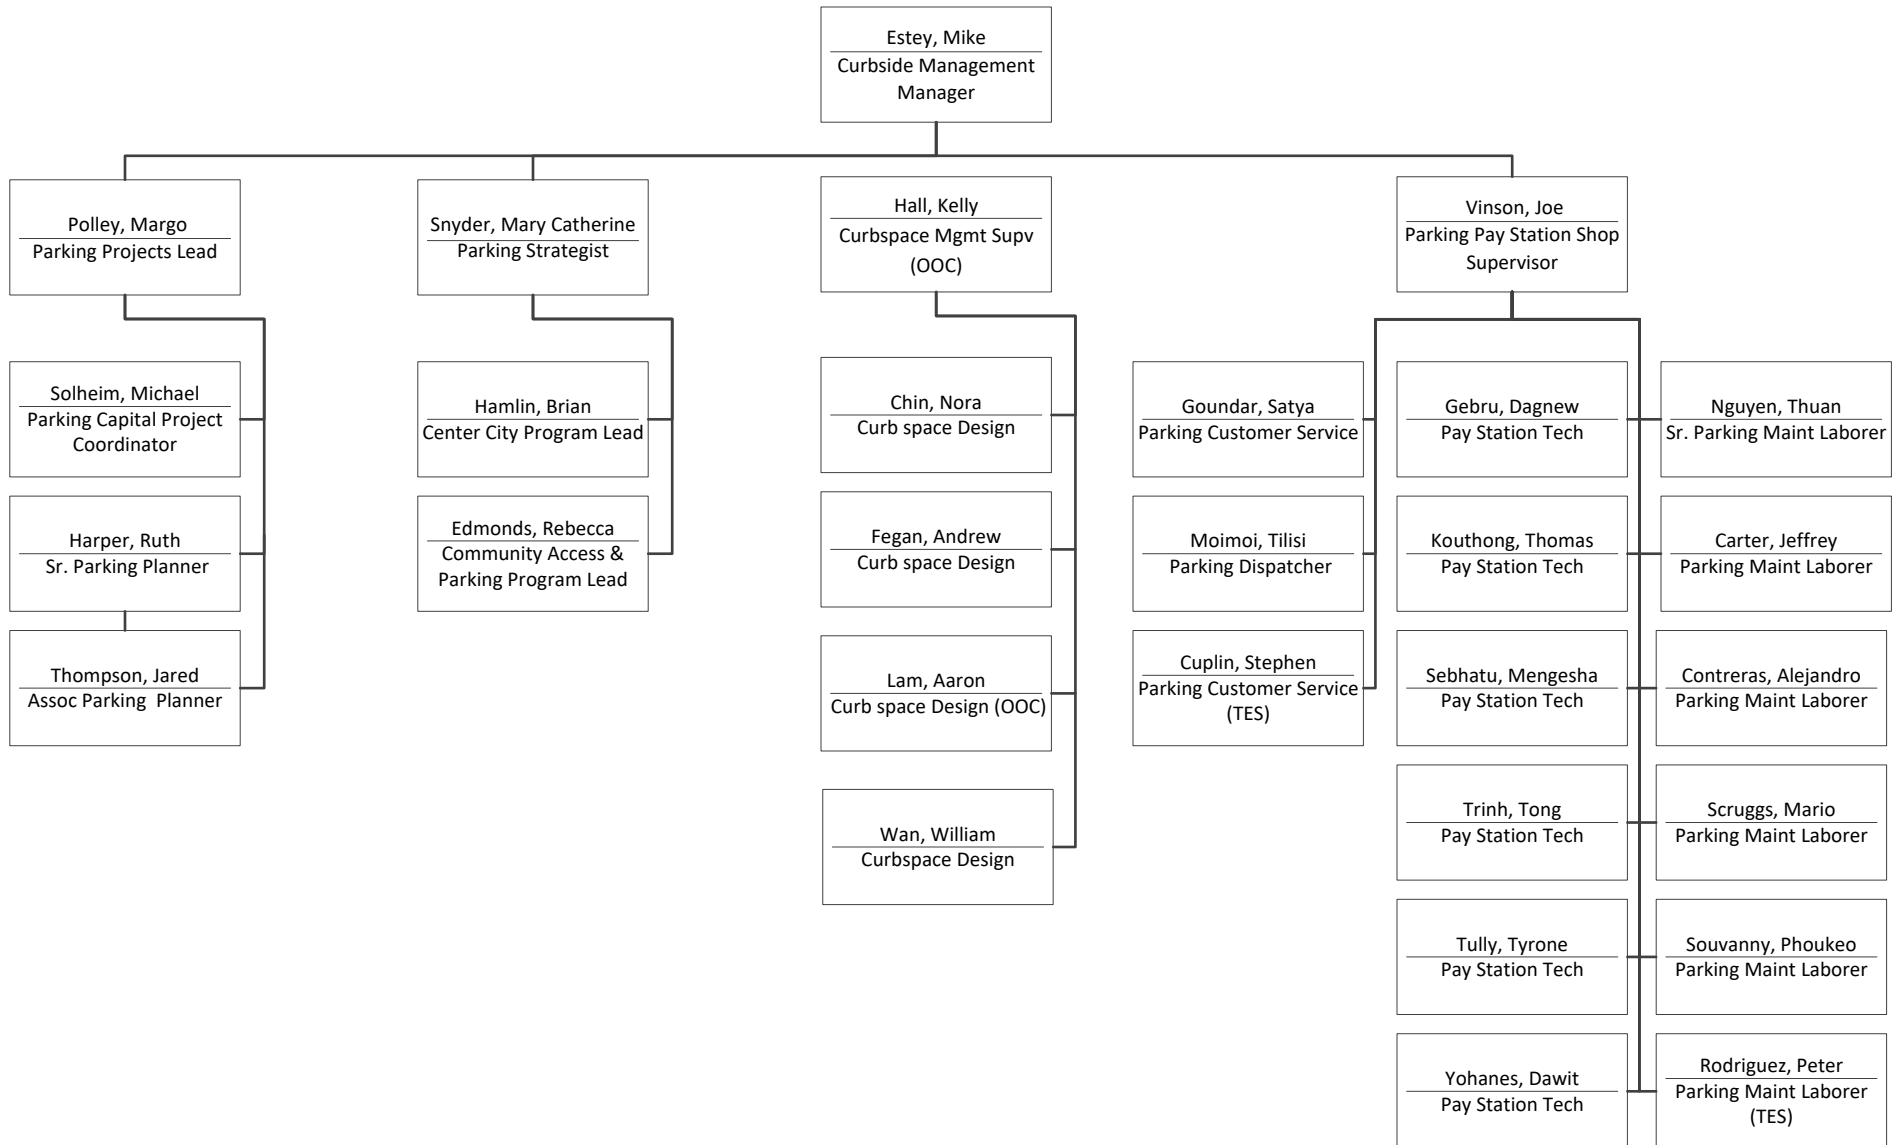 Estey, Mike
Curbside Management
Manager
Polley, Margo
Parking Projects Lead
Snyder, Mary Catherine
Parking Strategist
Hall, Kelly
Curbspace Mgmt Supv
(OOC)
Vinson, Joe
Parking Pay Station Shop
Supervisor
Solheim, Michael
Parking Capital Project
Coordinator
Harper, Ruth
Sr. Parking Planner
Thompson, Jared
Assoc Parking  Planner
Hamlin, Brian
Center City Program Lead
Edmonds, Rebecca
Community Access &
Parking Program Lead
Chin, Nora
Curb space Design
Fegan, Andrew
Curb space Design
Lam, Aaron
Curb space Design (OOC)
Wan, William
Curbspace Design
Goundar, Satya
Parking Customer Service
Moimoi, Tilisi
Parking Dispatcher
Cuplin, Stephen
Parking Customer Service
(TES)
Gebru, Dagnew
Pay Station Tech
Kouthong, Thomas
Pay Station Tech
Sebhatu, Mengesha
Pay Station Tech
Trinh, Tong
Pay Station Tech
Tully, Tyrone
Pay Station Tech
Yohanes, Dawit
Pay Station Tech
Nguyen, Thuan
Sr. Parking Maint Laborer
Carter, Jeffrey
Parking Maint Laborer
Contreras, Alejandro
Parking Maint Laborer
Scruggs, Mario
Parking Maint Laborer
Souvanny, Phoukeo
Parking Maint Laborer
Rodriguez, Peter
Parking Maint Laborer
(TES)